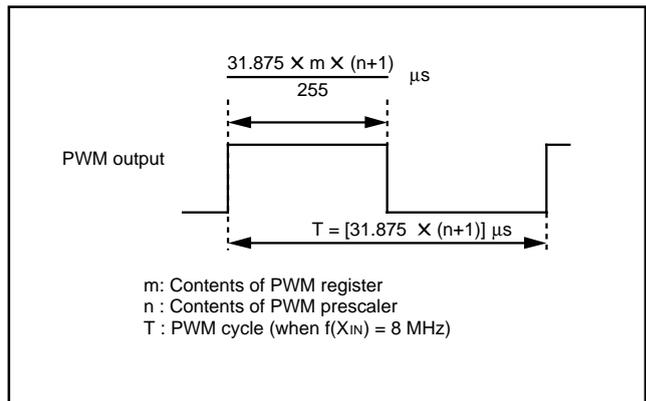 31.875 × m × (n+1)
255
μs
PWM output
T = [31.875 × (n+1)] μs
m: Contents of PWM register
n : Contents of PWM prescaler
T : PWM cycle (when f(XIN) = 8 MHz)